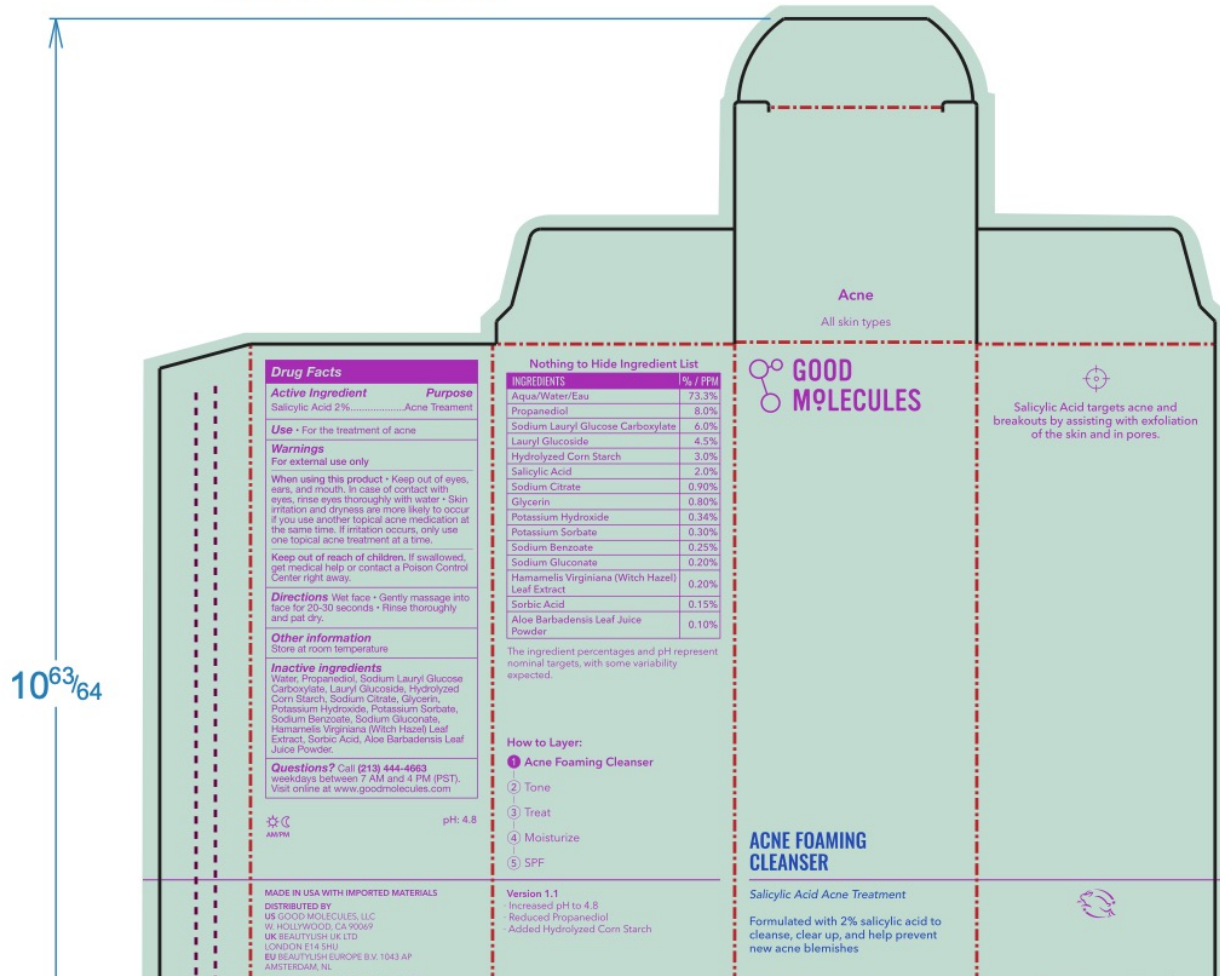 10 63/64
Acne
All skin types
Drug Facts
Active Ingredient Purpose
Salicylic Acid 2%...................Acne Treament
Use • For the treatment of acne
Warnings
For external use only
When using this product • Keep out of eyes,
ears, and mouth. In case of contact with
eyes, rinse eyes thoroughly with water • Skin
irritation and dryness are more likely to occur
if you use another topical acne medication at
the same time. If irritation occurs, only use
one topical acne treatment at a time.
Keep out of reach of children. If swallowed,
get medical help or contact a Poison Control
Center right away.
Directions Wet face • Gently massage into
face for 20-30 seconds • Rinse thoroughly
and pat dry.
Other information
Store at room temperature
Inactive ingredients
Water, Propanediol, Sodium Lauryl Glucose
Carboxylate, Lauryl Glucoside, Hydrolyzed
Corn Starch, Sodium Citrate, Glycerin,
Potassium Hydroxide, Potassium Sorbate,
Sodium Benzoate, Sodium Gluconate,
Hamamelis Virginiana (Witch Hazel) Leaf
Extract, Sorbic Acid, Aloe Barbadensis Leaf
Juice Powder.
Questions? Call (213) 444-4663
weekdays between 7 AM and 4 PM (PST).
Visit online at www.goodmolecules.com
AM/PM
pH: 4.8
MADE IN USA WITH IMPORTED MATERIALS
DISTRIBUTED BY
US GOOD MOLECULES, LLC
W. HOLLYWOOD, CA 90069
UK BEAUTYLISH UK LTD
LONDON E14 5HU
EU BEAUTYLISH EUROPE B.V. 1043 AP
AMSTERDAM, NL
Nothing to Hide Ingredient List
INGREDIENTS % / PPM
Aqua/Water/Eau 73.3%
Propanediol 8.0%
Sodium Lauryl Glucose Carboxylate 6.0%
Lauryl Glucoside 4.5%
Hydrolyzed Corn Starch 3.0%
Salicylic Acid 2.0%
Sodium Citrate 0.90%
Glycerin 0.80%
Potassium Hydroxide 0.34%
Potassium Sorbate 0.30%
Sodium Benzoate 0.25%
Sodium Gluconate 0.20%
Hamamelis Virginiana (Witch Hazel)
Leaf Extract 0.20%
Sorbic Acid 0.15%
Aloe Barbadensis Leaf Juice
Powder 0.10%
The ingredient percentages and pH represent
nominal targets, with some variability
expected.
How to Layer:
1 Acne Foaming Cleanser
2 Tone
3 Treat
4 Moisturize
5 SPF
Version 1.1
· Increased pH to 4.8
· Reduced Propanediol
· Added Hydrolyzed Corn Starch
GOOD
MOLECULES
ACNE FOAMING
CLEANSER
Salicylic Acid Acne Treatment
Formulated with 2% salicylic acid to
cleanse, clear up, and help prevent
new acne blemishes
Salicylic Acid targets acne and
breakouts by assisting with exfoliation
of the skin and in pores.